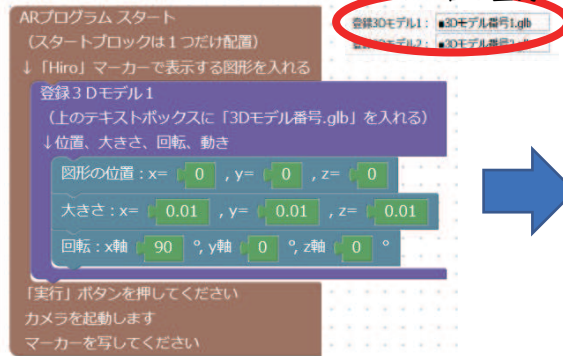 ARプログラム スタート
（スタートブロックは１つだけ配置）
↓「Hiro」マーカーで表示する図形を入れる
登録３Ｄモデル１
（上のテキストボックスに「3Dモデル番号.glb」を入れる）
↓位置、大きさ、回転、動き
図形の位置：x= 0 , y= 0 , z= 0
大きさ：x= 0.01 , y= 0.01 , z= 0.01
回転：x軸 90 °, y軸 0 °, z軸 0 °
「実行」ボタンを押してください
カメラを起動します
マーカーを写してください
登録3Dモデル1： ■3Dモデル番号1.glb
登録3Dモデル2：